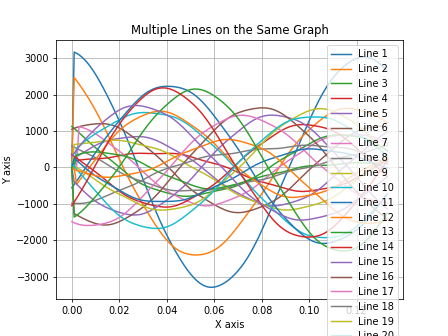 Multiple Lines on the Same Graph
Y axis
3000
2000
1000
0
−1000
−2000
−3000
0.00
0.02
0.04
0.06
0.08
0.10
X axis
Line 1
Line 2
Line 3
Line 4
Line 5
Line 6
Line 7
Line 8
Line 9
Line 10
Line 11
Line 12
Line 13
Line 14
Line 15
Line 16
Line 17
Line 18
Line 19
Line 20